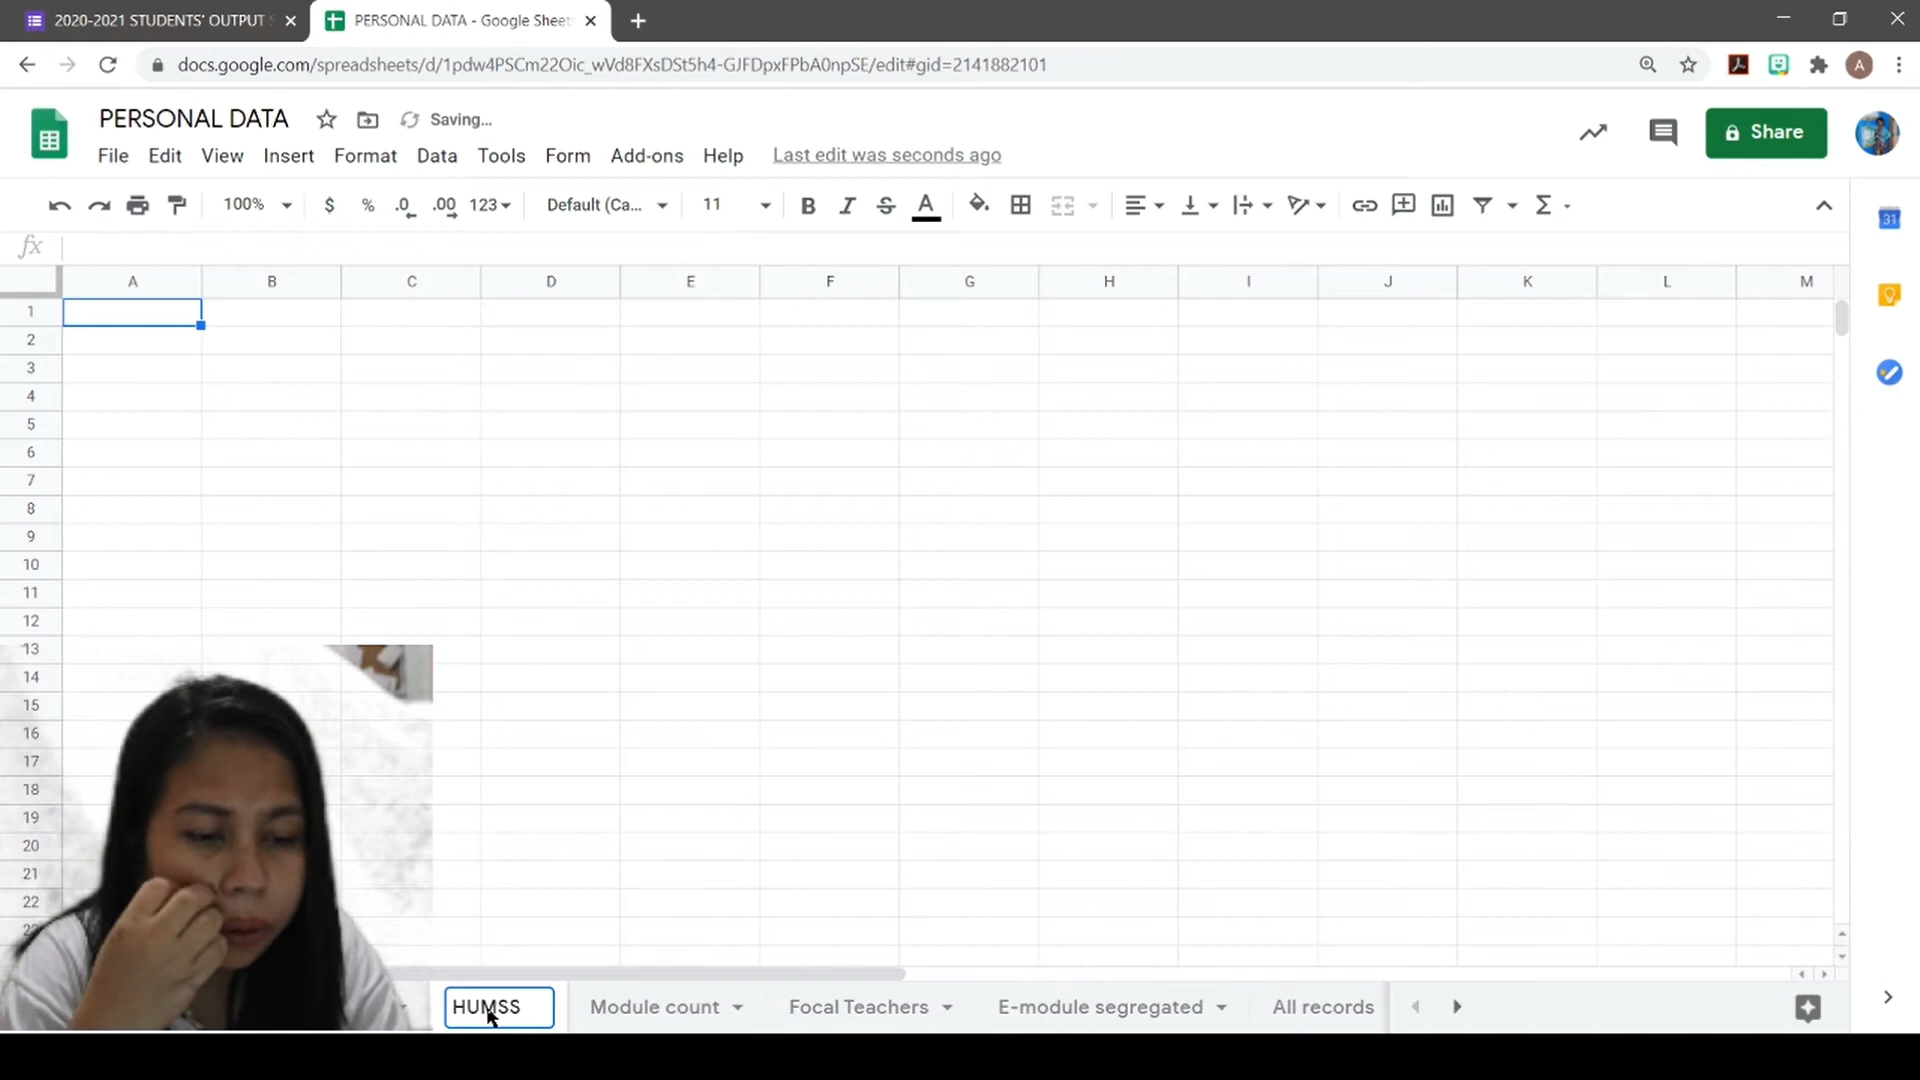 2020-2021 STUDENTS' OUTPUT
PERSONAL DATA - Google Sheet
docs.google.com/spreadsheets/d/1pdw4PSCm22Oic_wVd8FXsDSt5h4-GJFDpxFPbA0npSE/edit#gid=2141882101
A
PERSONAL DATA
Saving...
Share
File Edit View Insert Format Data Tools Form Add-ons Help Last edit was seconds ago
100% $ % .0 .00 123 Default (Ca... 11 B I S A Σ
31
fx
A B C D E F G H I J K L M
1
2
3
4
5
6
7
8
9
10
11
12
13
14
15
16
17
18
19
20
21
22
HUMSS Module count Focal Teachers E-module segregated All records